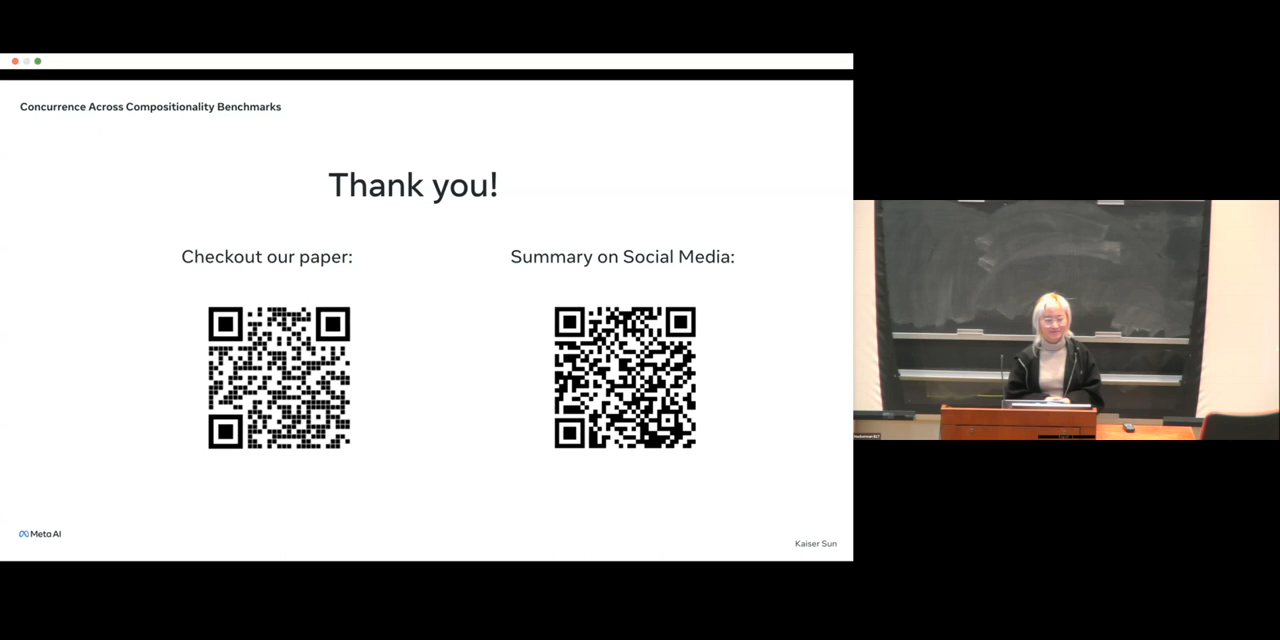 Concurrence Across Compositionality Benchmarks
Thank you!
Checkout our paper:
Summary on Social Media:
Meta AI
Kaiser Sun